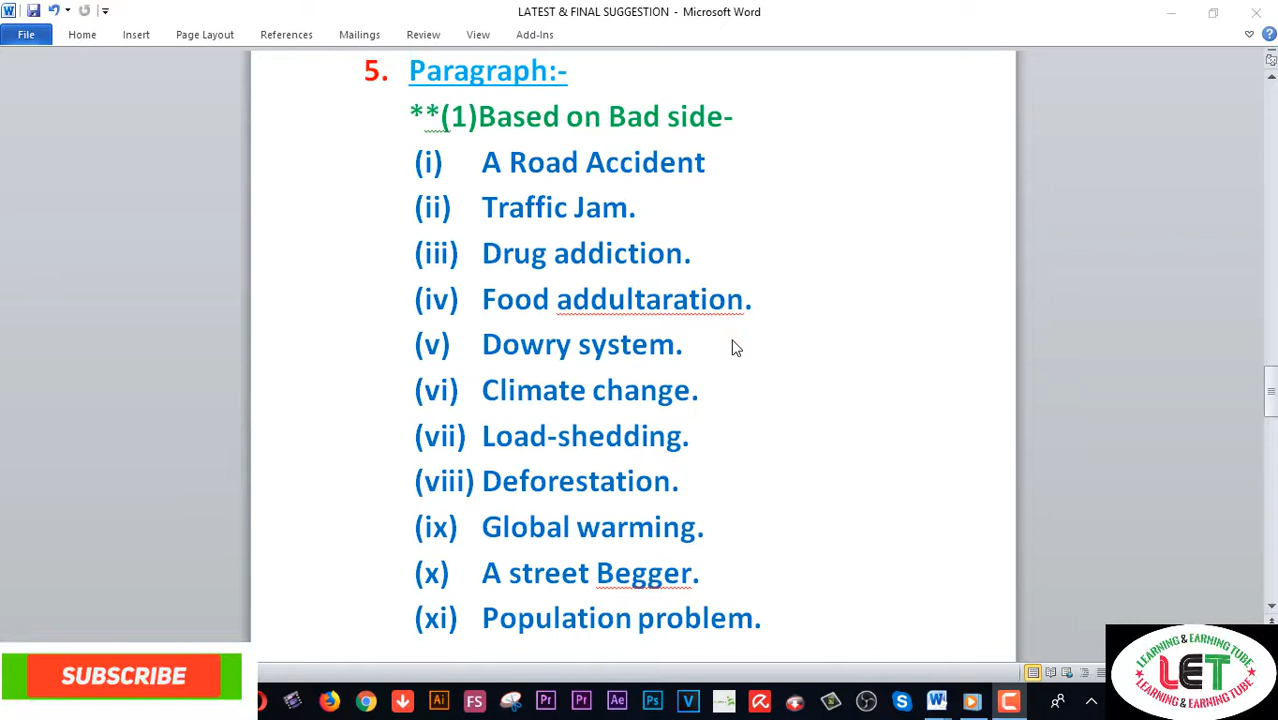 LATEST & FINAL SUGGESTION - Microsoft Word
File Home Insert Page Layout References Mailings Review View Add-Ins
5. Paragraph:-
**(1)Based on Bad side-
(i) A Road Accident
(ii) Traffic Jam.
(iii) Drug addiction.
(iv) Food addultaration.
(v) Dowry system.
(vi) Climate change.
(vii) Load-shedding.
(viii) Deforestation.
(ix) Global warming.
(x) A street Begger.
(xi) Population problem.
SUBSCRIBE
LEARNING & EARNING TUBE
LET
LEARNING & EARNING TUBE